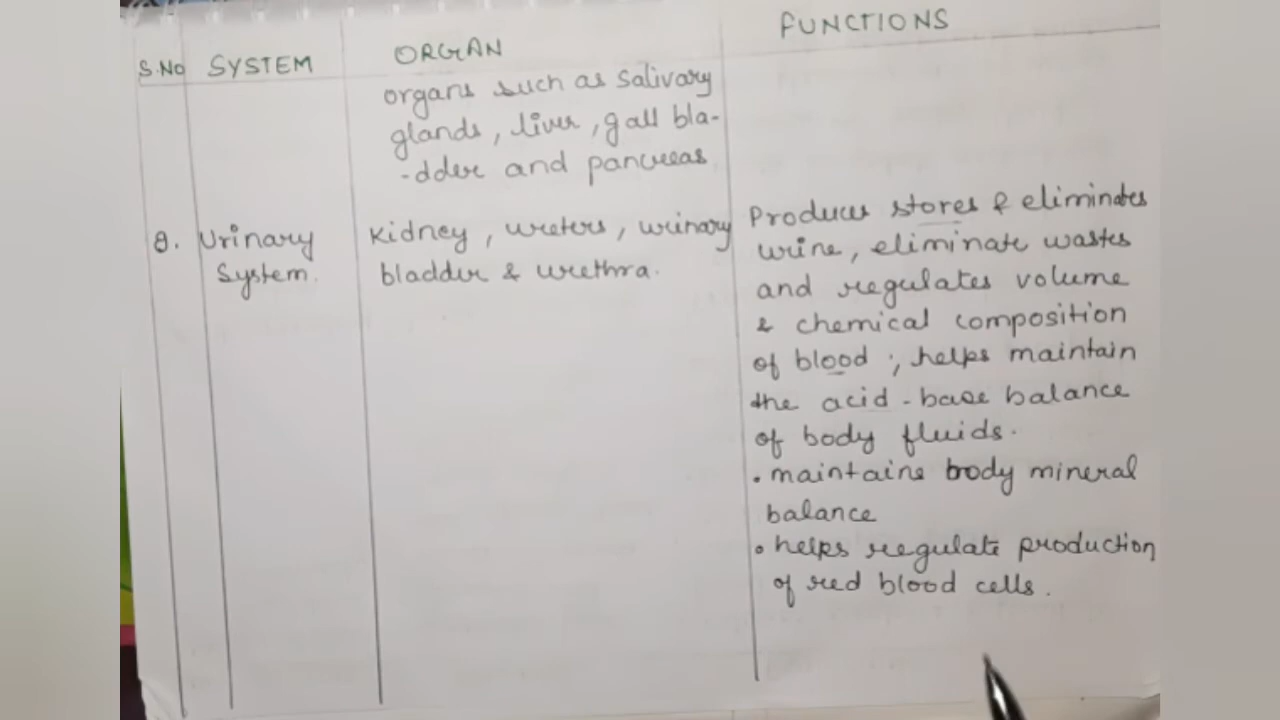 S.No SYSTEM ORGAN FUNCTIONS
organs such as salivary
glands, liver, gall bla-
-dder and pancreas
8. Urinary
System.
Kidney, ureters, urinary
bladder & urethra.
Produces stores & eliminates
urine, eliminate wastes
and regulates volume
& chemical composition
of blood ; helps maintain
the acid-base balance
of body fluids.
• maintains body mineral
balance
• helps regulate production
of red blood cells.